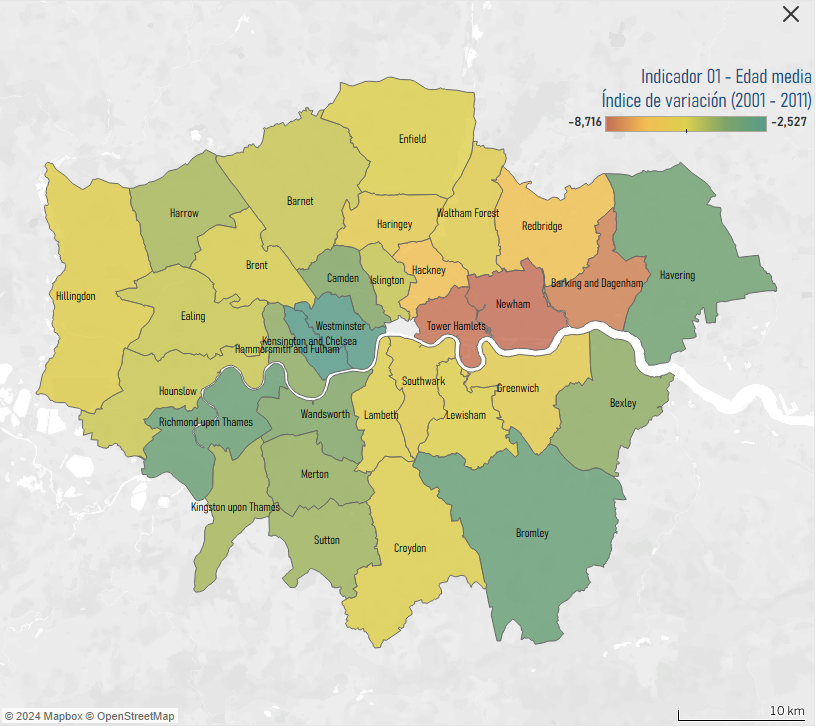 Indicador 01 - Edad media
Índice de variación (2001 - 2011)
-8,716
-2,527
Enfield
Harrow
Barnet
Haringey
Waltham Forest
Redbridge
Brent
Camden
Islington
Hackney
Barking and Dagenham
Havering
Hillingdon
Ealing
Westminster
Tower Hamlets
Newham
Kensington and Chelsea
Hammersmith and Fulham
Hounslow
Southwark
Greenwich
Bexley
Richmond upon Thames
Wandsworth
Lambeth
Lewisham
Merton
Kingston upon Thames
Sutton
Croydon
Bromley
© 2024 Mapbox © OpenStreetMap
10 km